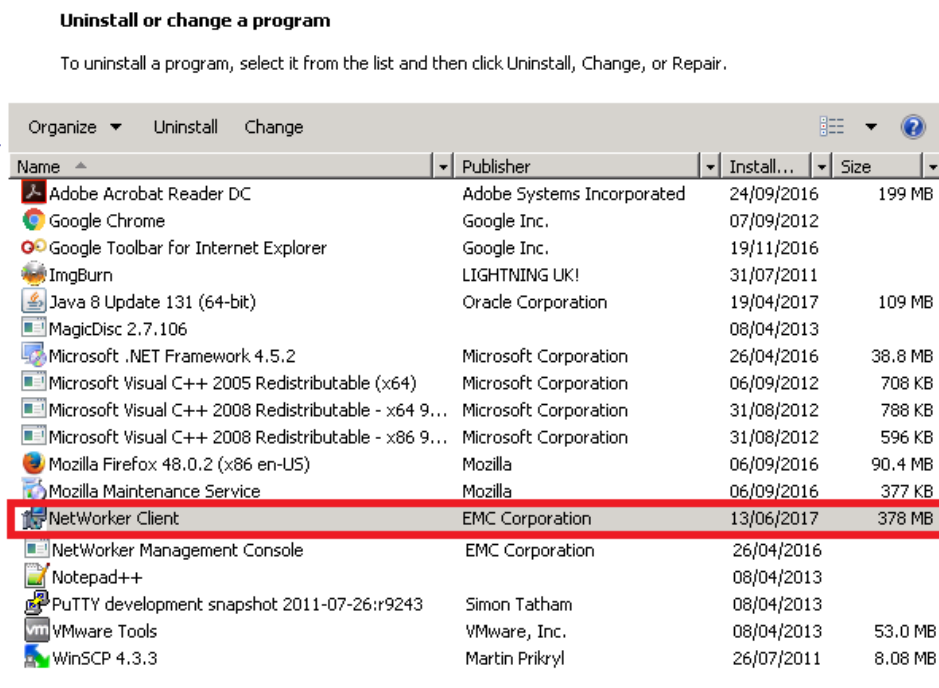 Uninstall or change a program
To uninstall a program, select it from the list and then click Uninstall, Change, or Repair.
Organize Uninstall Change
Name Publisher Install... Size
Adobe Acrobat Reader DC Adobe Systems Incorporated 24/09/2016 199 MB
Google Chrome Google Inc. 07/09/2012
Google Toolbar for Internet Explorer Google Inc. 19/11/2016
ImgBurn LIGHTNING UK! 31/07/2011
Java 8 Update 131 (64-bit) Oracle Corporation 19/04/2017 109 MB
MagicDisc 2.7.106 08/04/2013
Microsoft .NET Framework 4.5.2 Microsoft Corporation 26/04/2016 38.8 MB
Microsoft Visual C++ 2005 Redistributable (x64) Microsoft Corporation 06/09/2012 708 KB
Microsoft Visual C++ 2008 Redistributable - x64 9... Microsoft Corporation 31/08/2012 788 KB
Microsoft Visual C++ 2008 Redistributable - x86 9... Microsoft Corporation 31/08/2012 596 KB
Mozilla Firefox 48.0.2 (x86 en-US) Mozilla 06/09/2016 90.4 MB
Mozilla Maintenance Service Mozilla 06/09/2016 377 KB
NetWorker Client EMC Corporation 13/06/2017 378 MB
NetWorker Management Console EMC Corporation 26/04/2016
Notepad++ 08/04/2013
PuTTY development snapshot 2011-07-26:r9243 Simon Tatham 08/04/2013
vm VMware Tools VMware, Inc. 08/04/2013 53.0 MB
WinSCP 4.3.3 Martin Prikryl 26/07/2011 8.08 MB